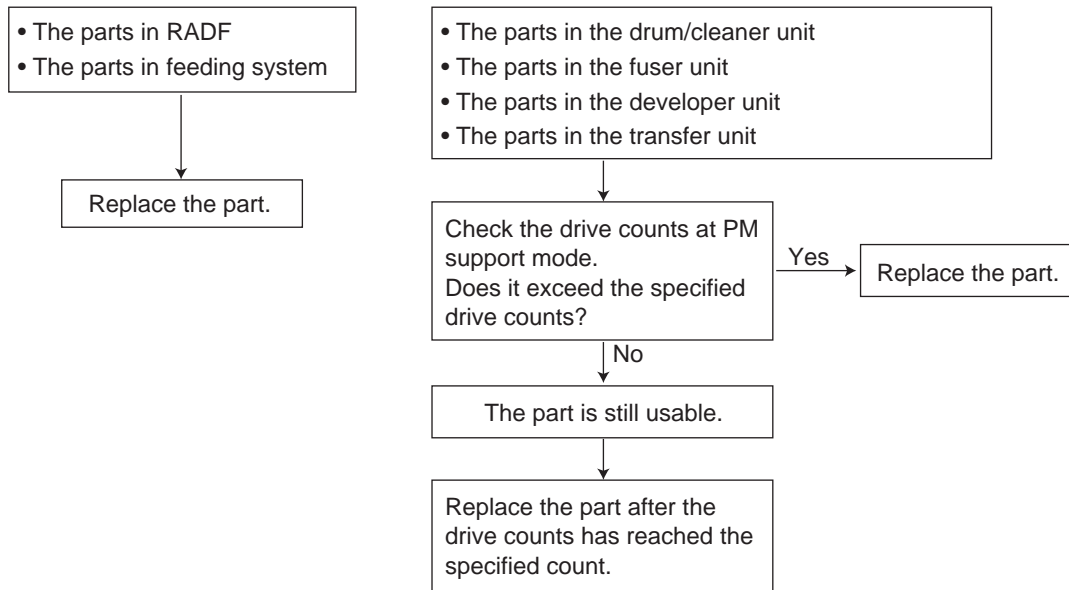 • The parts in RADF
• The parts in feeding system
Replace the part.
• The parts in the drum/cleaner unit
• The parts in the fuser unit
• The parts in the developer unit
• The parts in the transfer unit
Check the drive counts at PM
support mode.
Does it exceed the specified
drive counts?
Yes
Replace the part.
No
The part is still usable.
Replace the part after the
drive counts has reached the
specified count.